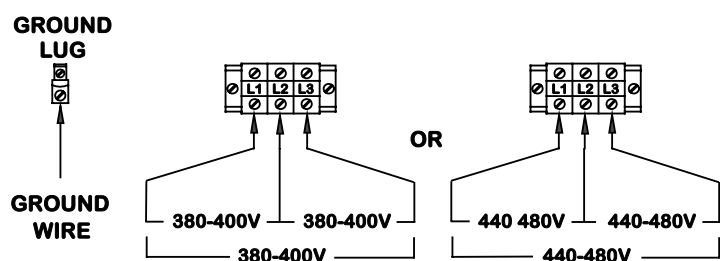 GROUND
LUG
L1 L2 L3
L1 L2 L3
OR
GROUND
WIRE
380-400V 380-400V
440 480V 440-480V
380-400V
440-480V